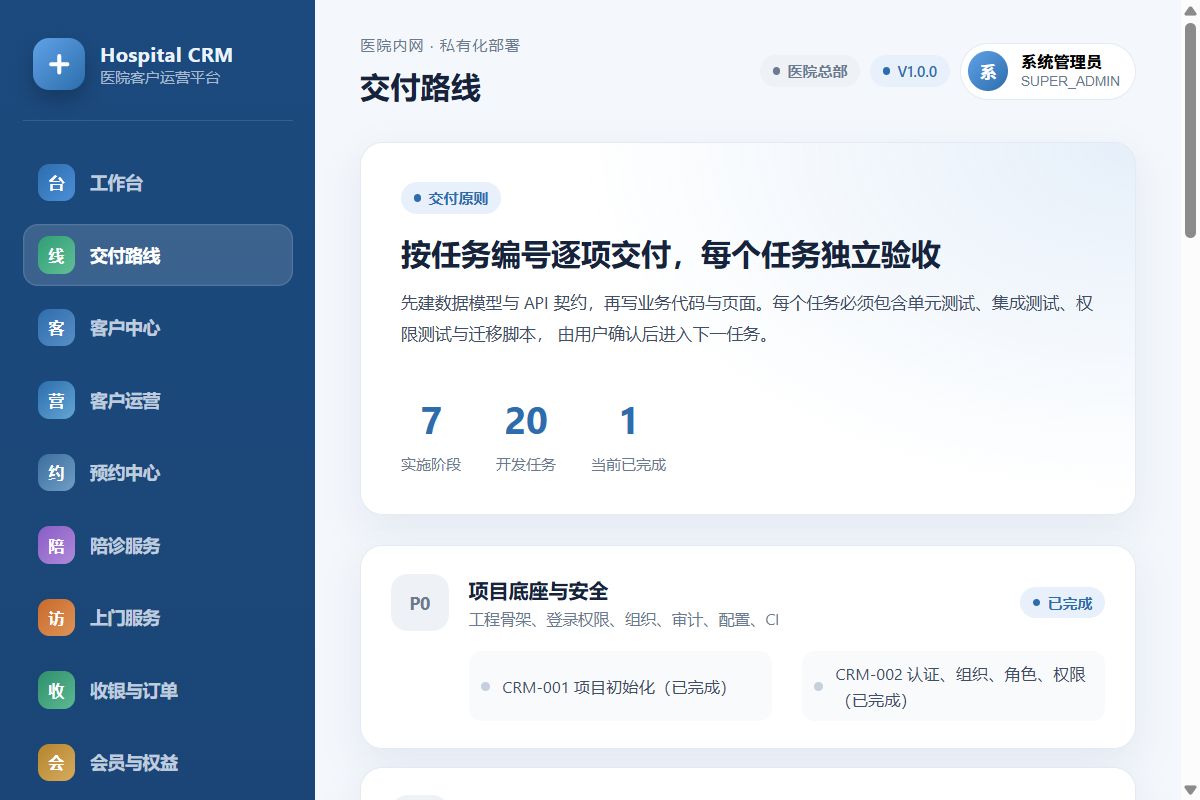 +
Hospital CRM
医院客户运营平台
台 工作台
线 交付路线
客 客户中心
营 客户运营
约 预约中心
陪 陪诊服务
访 上门服务
收 收银与订单
会 会员与权益
医院内网 · 私有化部署
交付路线
医院总部
V1.0.0
系
系统管理员
SUPER_ADMIN
交付原则
按任务编号逐项交付，每个任务独立验收
先建数据模型与 API 契约，再写业务代码与页面。每个任务必须包含单元测试、集成测试、权
限测试与迁移脚本， 由用户确认后进入下一任务。
7 20 1
实施阶段 开发任务 当前已完成
P0
项目底座与安全
工程骨架、登录权限、组织、审计、配置、CI
已完成
CRM-001 项目初始化（已完成）
CRM-002 认证、组织、角色、权限
（已完成）